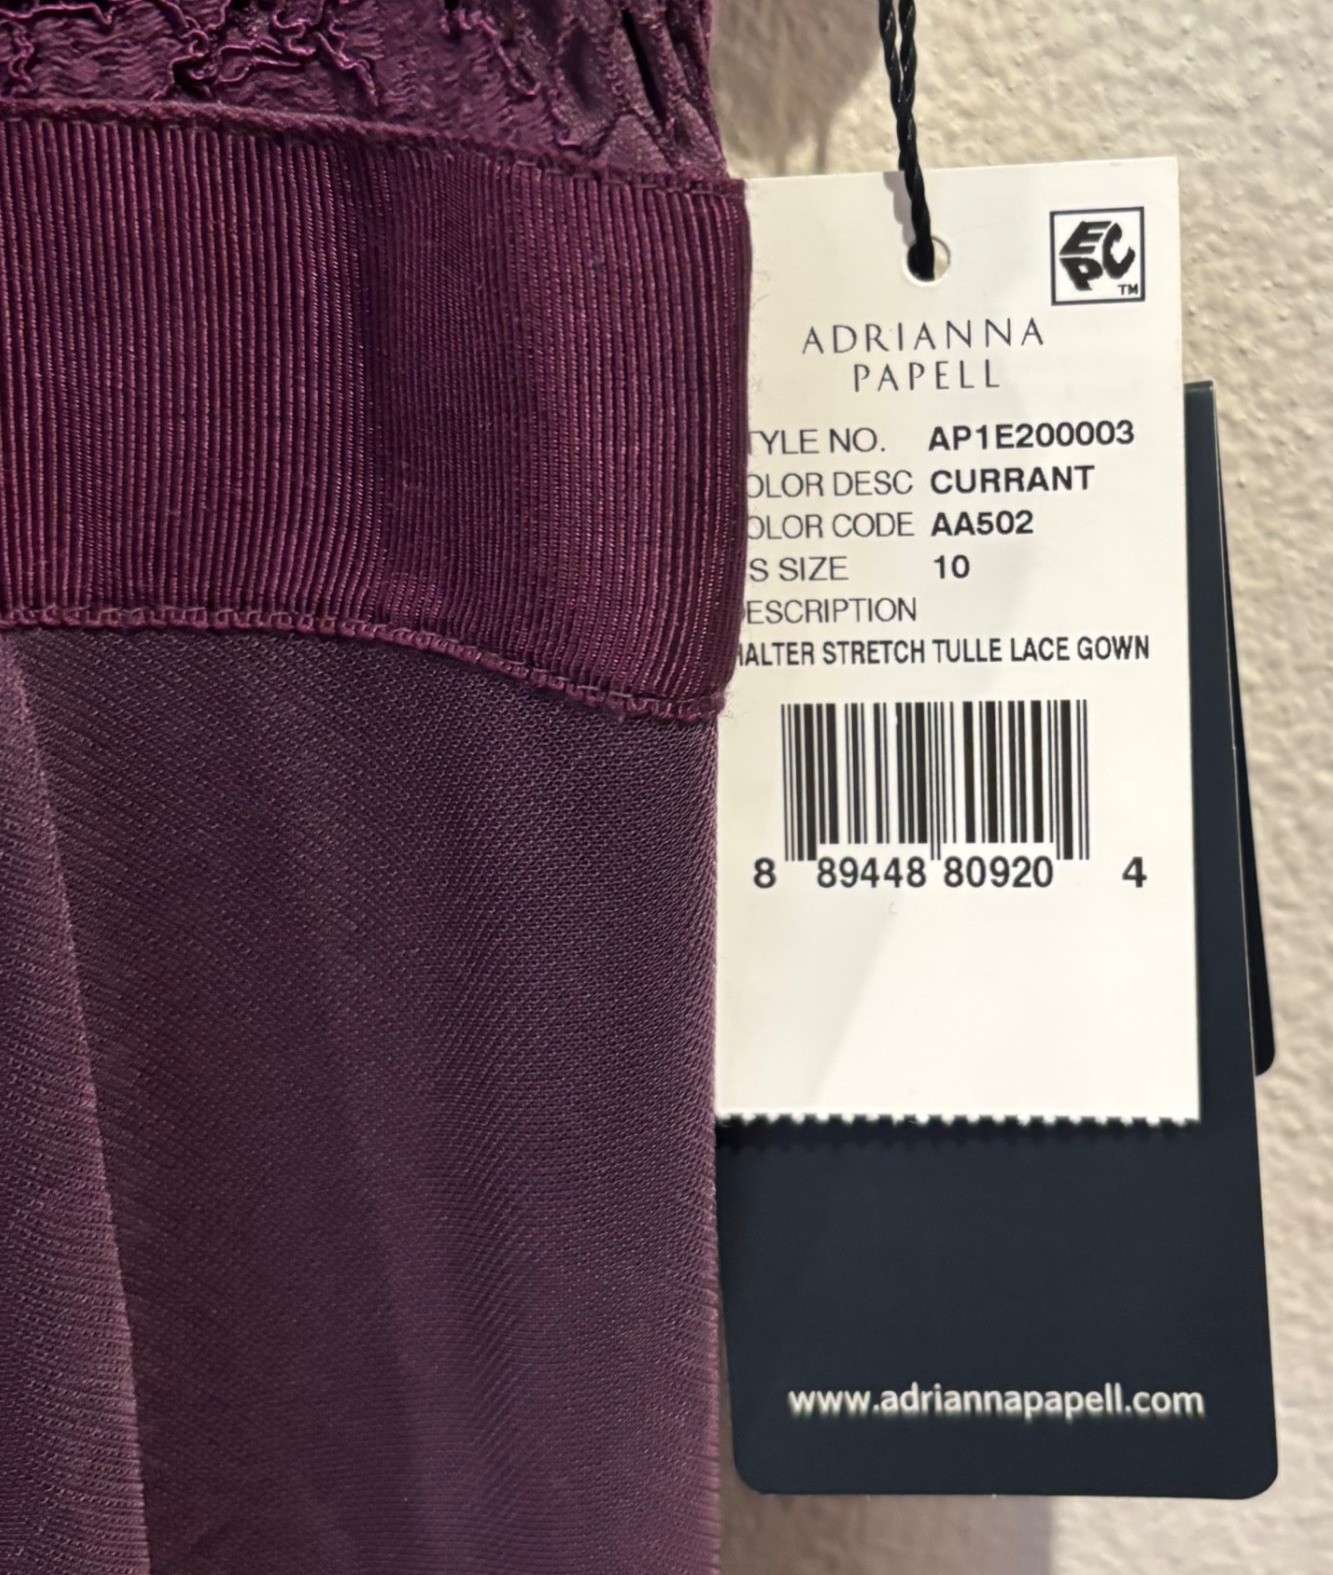 EPC
TM
ADRIANNA
PAPELL
TYLE NO. AP1E200003
OLOR DESC CURRANT
OLOR CODE AA502
S SIZE 10
ESCRIPTION
HALTER STRETCH TULLE LACE GOWN
8 89448 80920 4
www.adriannapapell.com